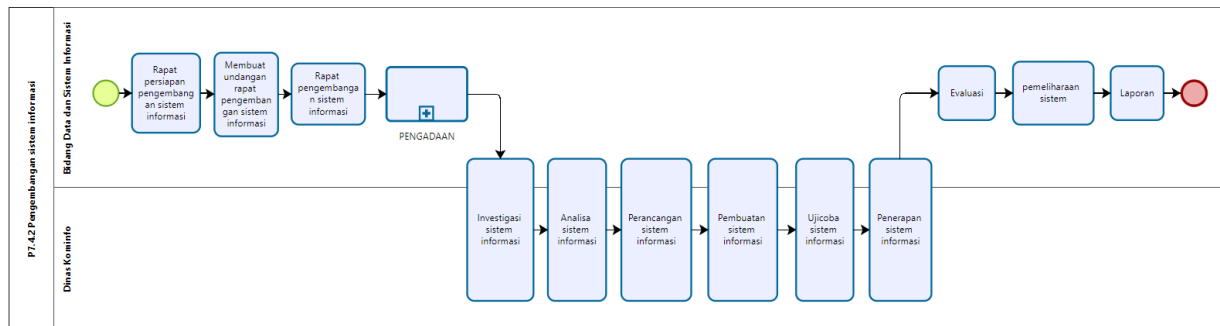 P7.4.2 Pengembangan sistem informasi
Bidang Data dan Sistem Informasi
Rapat
persiapan
pengembang
an sistem
informasi
Membuat
undangan
rapat
pengemban
gan sistem
informasi
Rapat
pengembanga
n sistem
informasi
PENGADAAN
Evaluasi
pemeliharaan
sistem
Laporan
Dinas Kominfo
Investigasi
sistem
informasi
Analisa
sistem
informasi
Perancangan
sistem
informasi
Pembuatan
sistem
informasi
Ujicoba
sistem
informasi
Penerapan
sistem
informasi